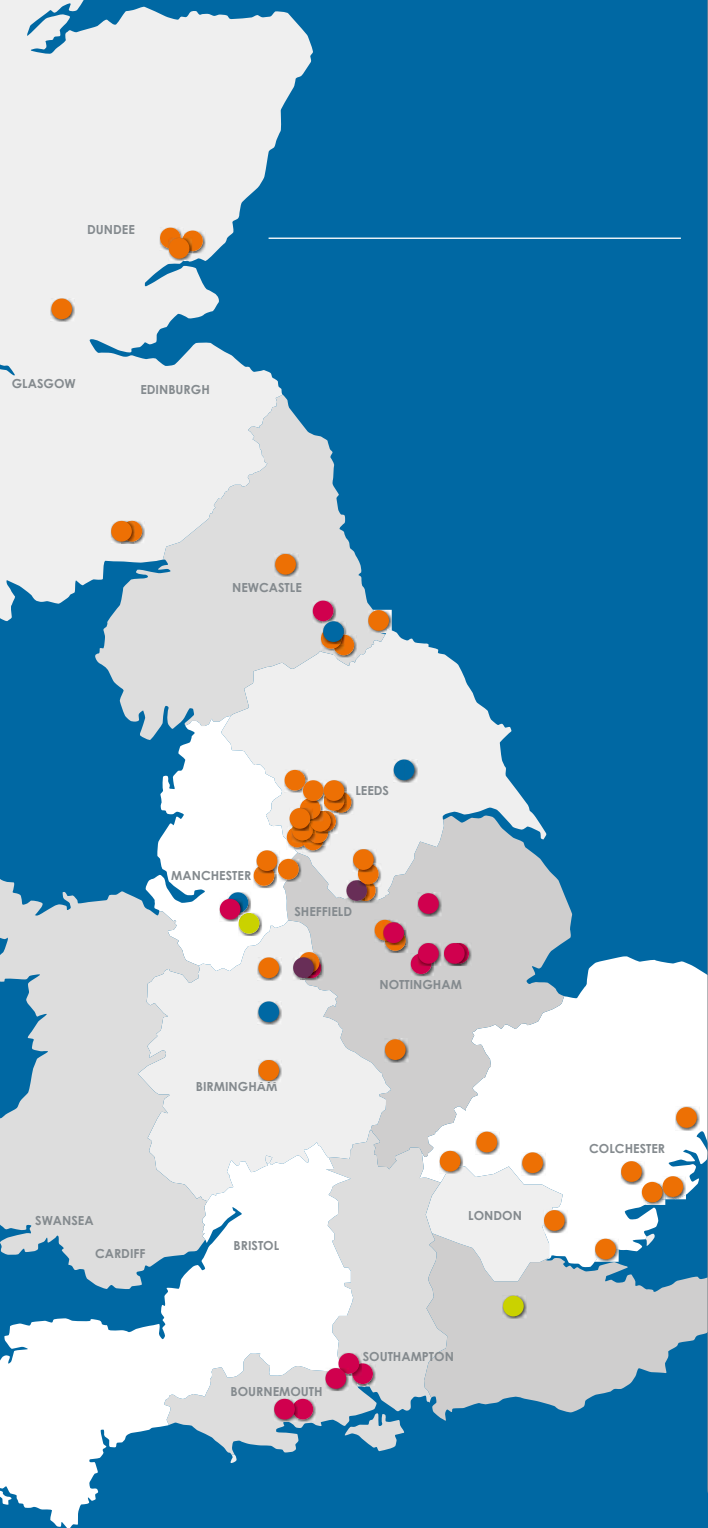 DUNDEE
GLASGOW
EDINBURGH
NEWCASTLE
LEEDS
MANCHESTER
SHEFFIELD
NOTTINGHAM
BIRMINGHAM
COLCHESTER
LONDON
SWANSEA
CARDIFF
BRISTOL
SOUTHAMPTON
BOURNEMOUTH